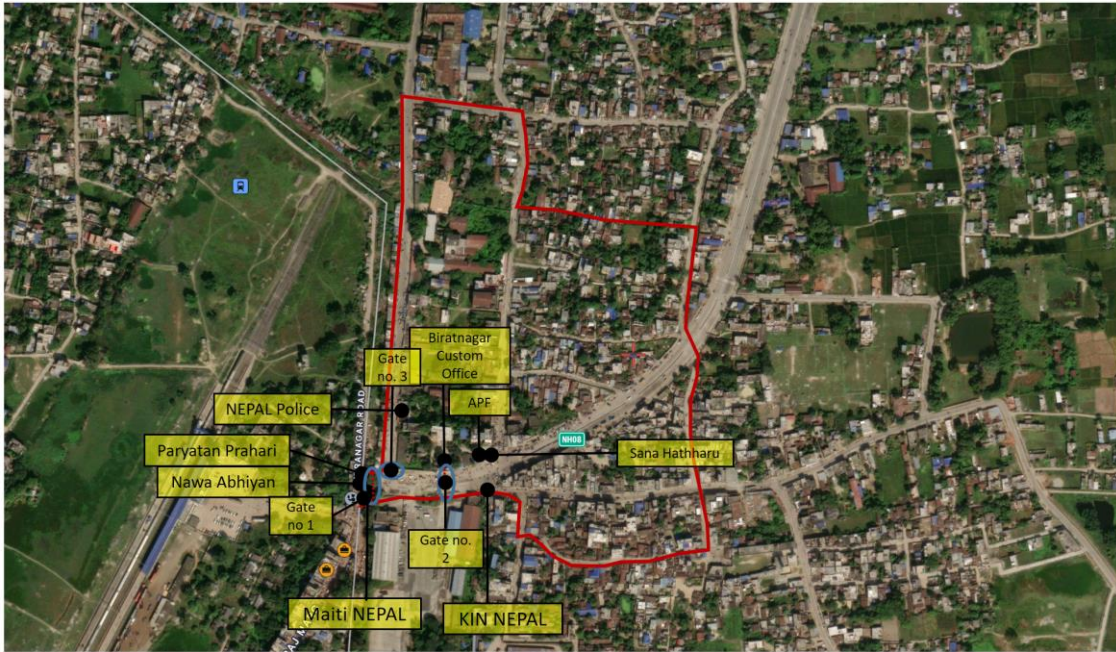 Biratnagar
Custom
Office
Gate
no. 3
NEPAL Police
APF
NH08
Paryatan Prahari
Sana Hathharu
Nawa Abhiyan
Gate
no 1
Gate no.
2
Maiti NEPAL
KIN NEPAL